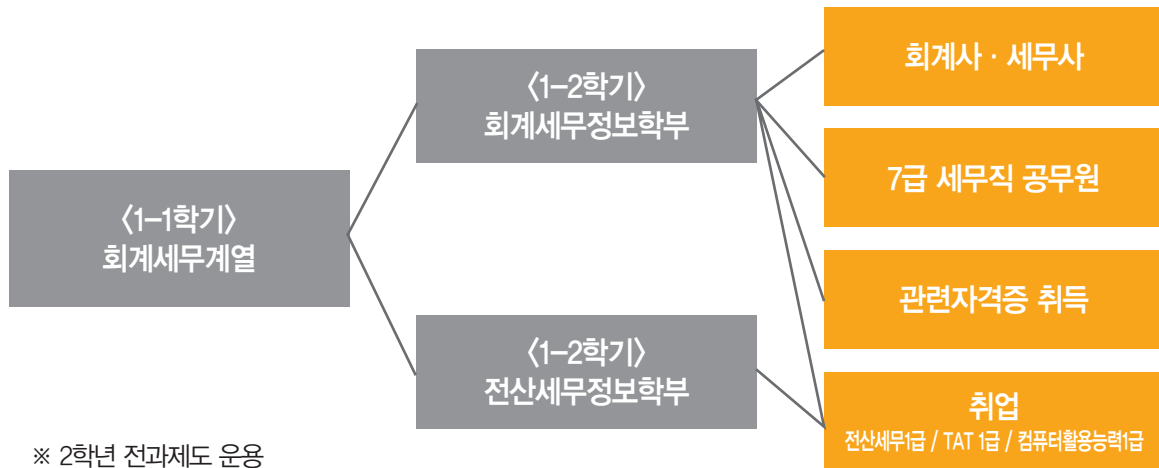 〈1-1학기〉
회계세무계열
〈1-2학기〉
회계세무정보학부
〈1-2학기〉
전산세무정보학부
회계사 · 세무사
7급 세무직 공무원
관련자격증 취득
취업
전산세무1급 / TAT 1급 / 컴퓨터활용능력1급
※ 2학년 전과제도 운용